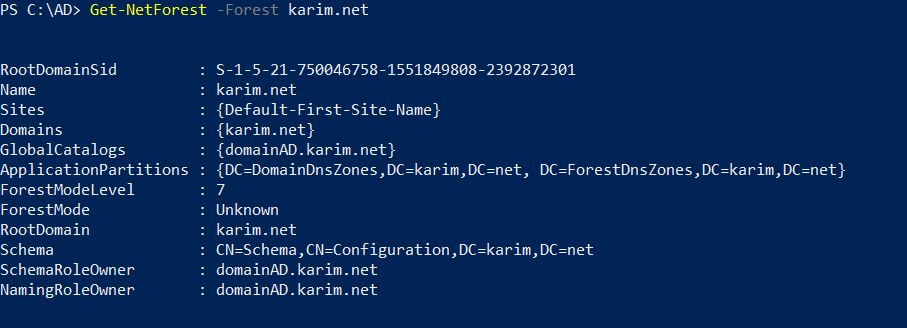 PS C:\AD> Get-NetForest -Forest karim.net
RootDomainSid : S-1-5-21-750046758-1551849808-2392872301
Name : karim.net
Sites : {Default-First-Site-Name}
Domains : {karim.net}
GlobalCatalogs : {domainAD.karim.net}
ApplicationPartitions : {DC=DomainDnsZones,DC=karim,DC=net, DC=ForestDnsZones,DC=karim,DC=net}
ForestModeLevel : 7
ForestMode : Unknown
RootDomain : karim.net
Schema : CN=Schema,CN=Configuration,DC=karim,DC=net
SchemaRoleOwner : domainAD.karim.net
NamingRoleOwner : domainAD.karim.net